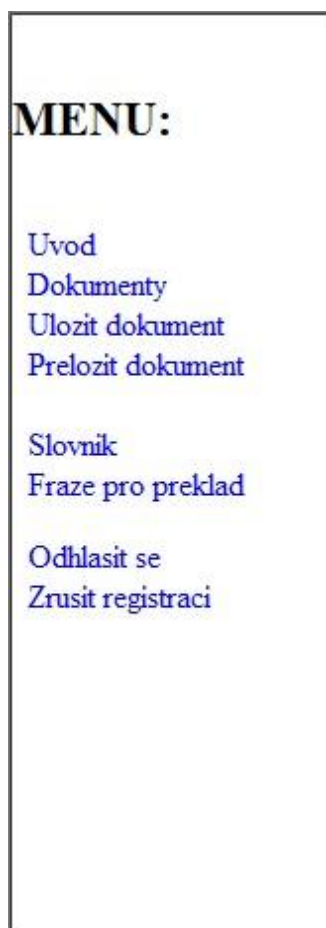 MENU:
Uvod
Dokumenty
Ulozit dokument
Prelozit dokument
Slovnik
Fraze pro preklad
Odhlasit se
Zrusit registraci